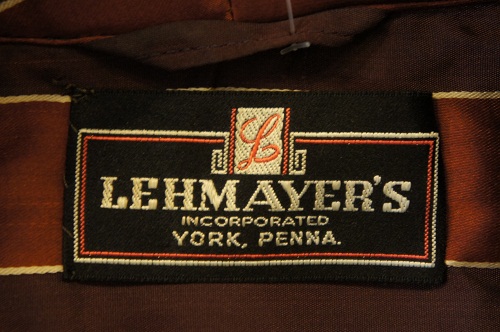 L
LEHMAYER'S
INCORPORATED
YORK, PENNA.